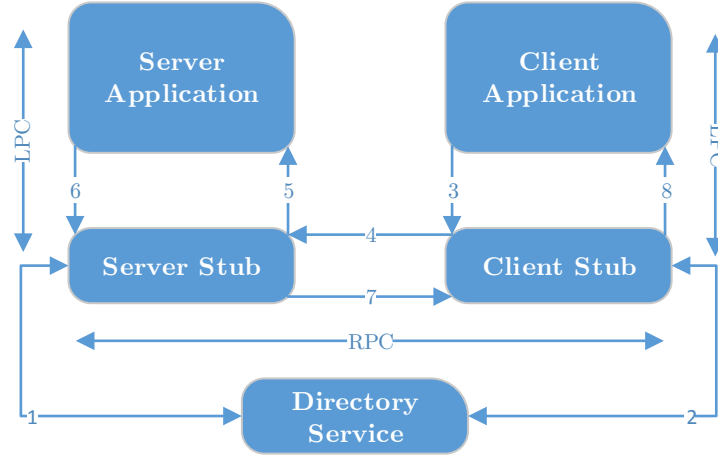 Server
Application
Client
Application
LPC
LPC
6
5
3
8
4
Server Stub
Client Stub
7
RPC
Directory
Service
1
2